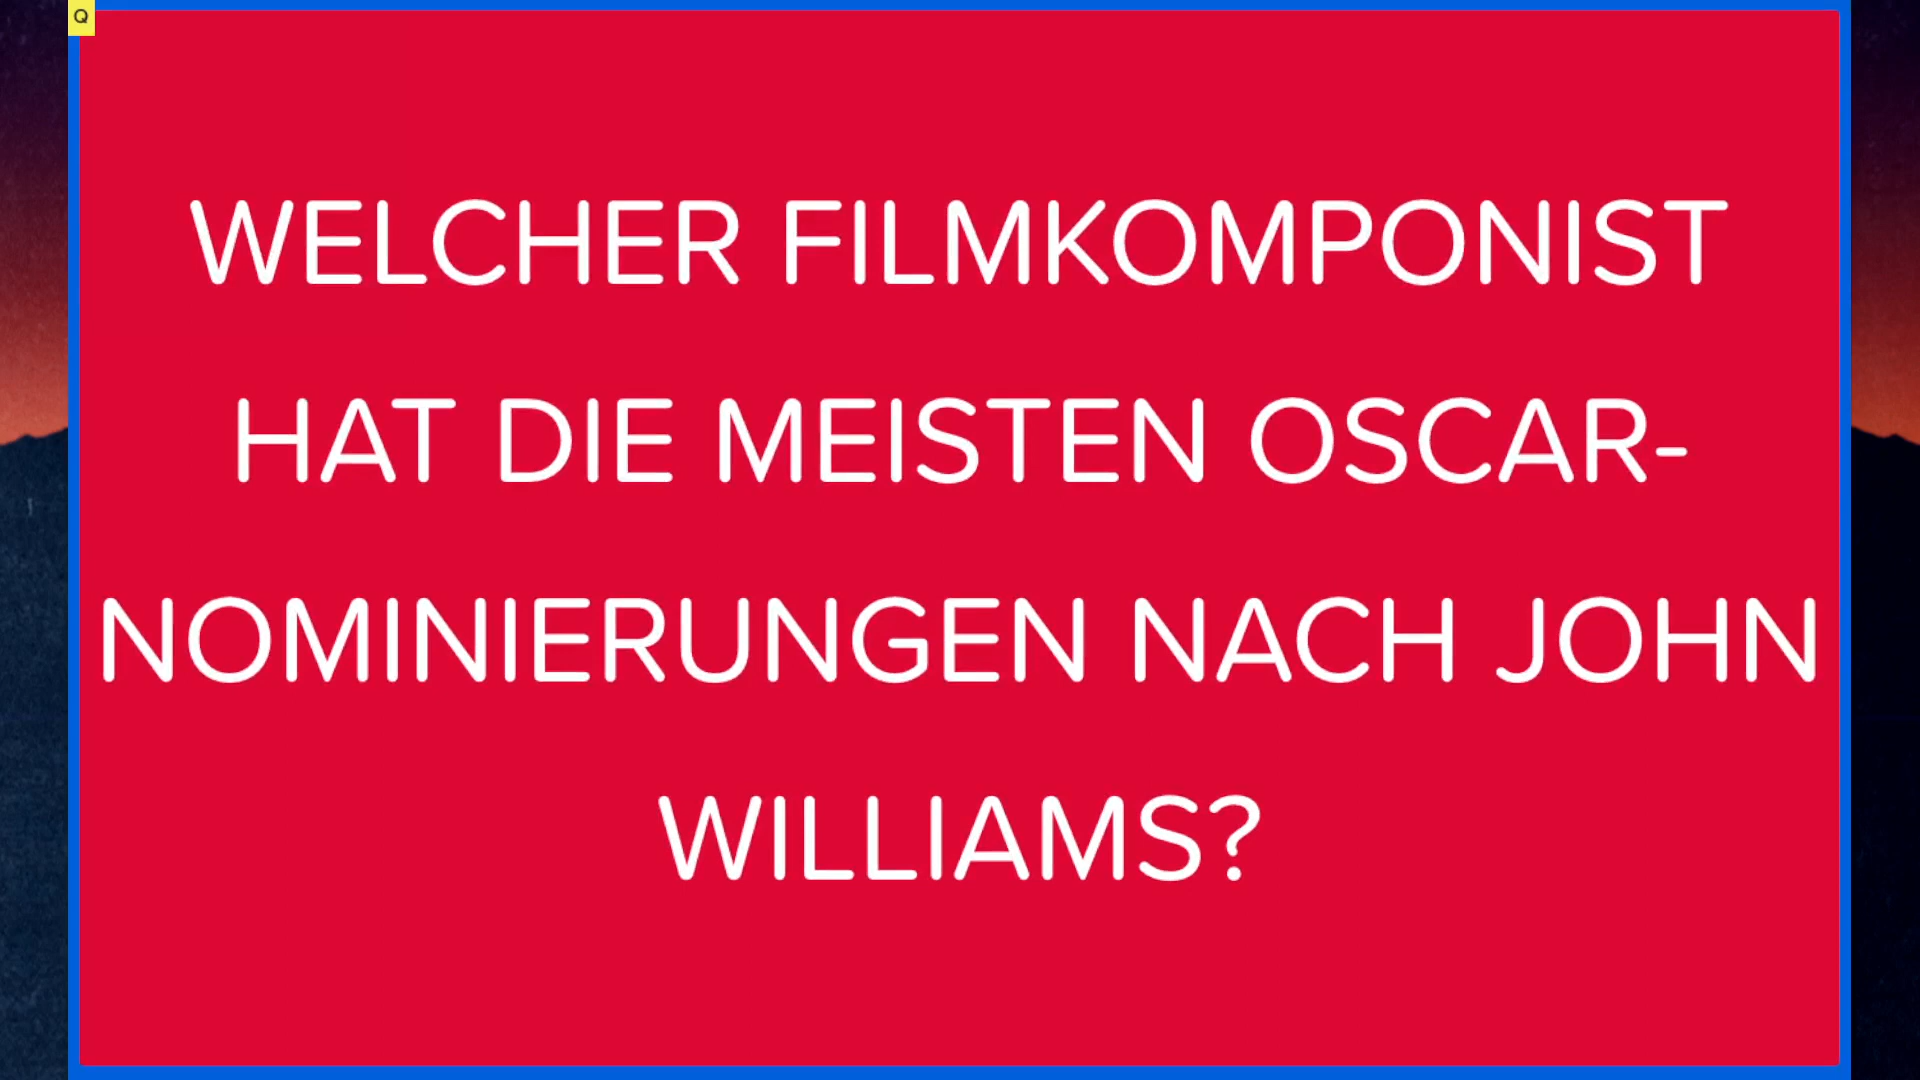 Q
WELCHER FILMKOMPONIST
HAT DIE MEISTEN OSCAR-
NOMINIERUNGEN NACH JOHN
WILLIAMS?